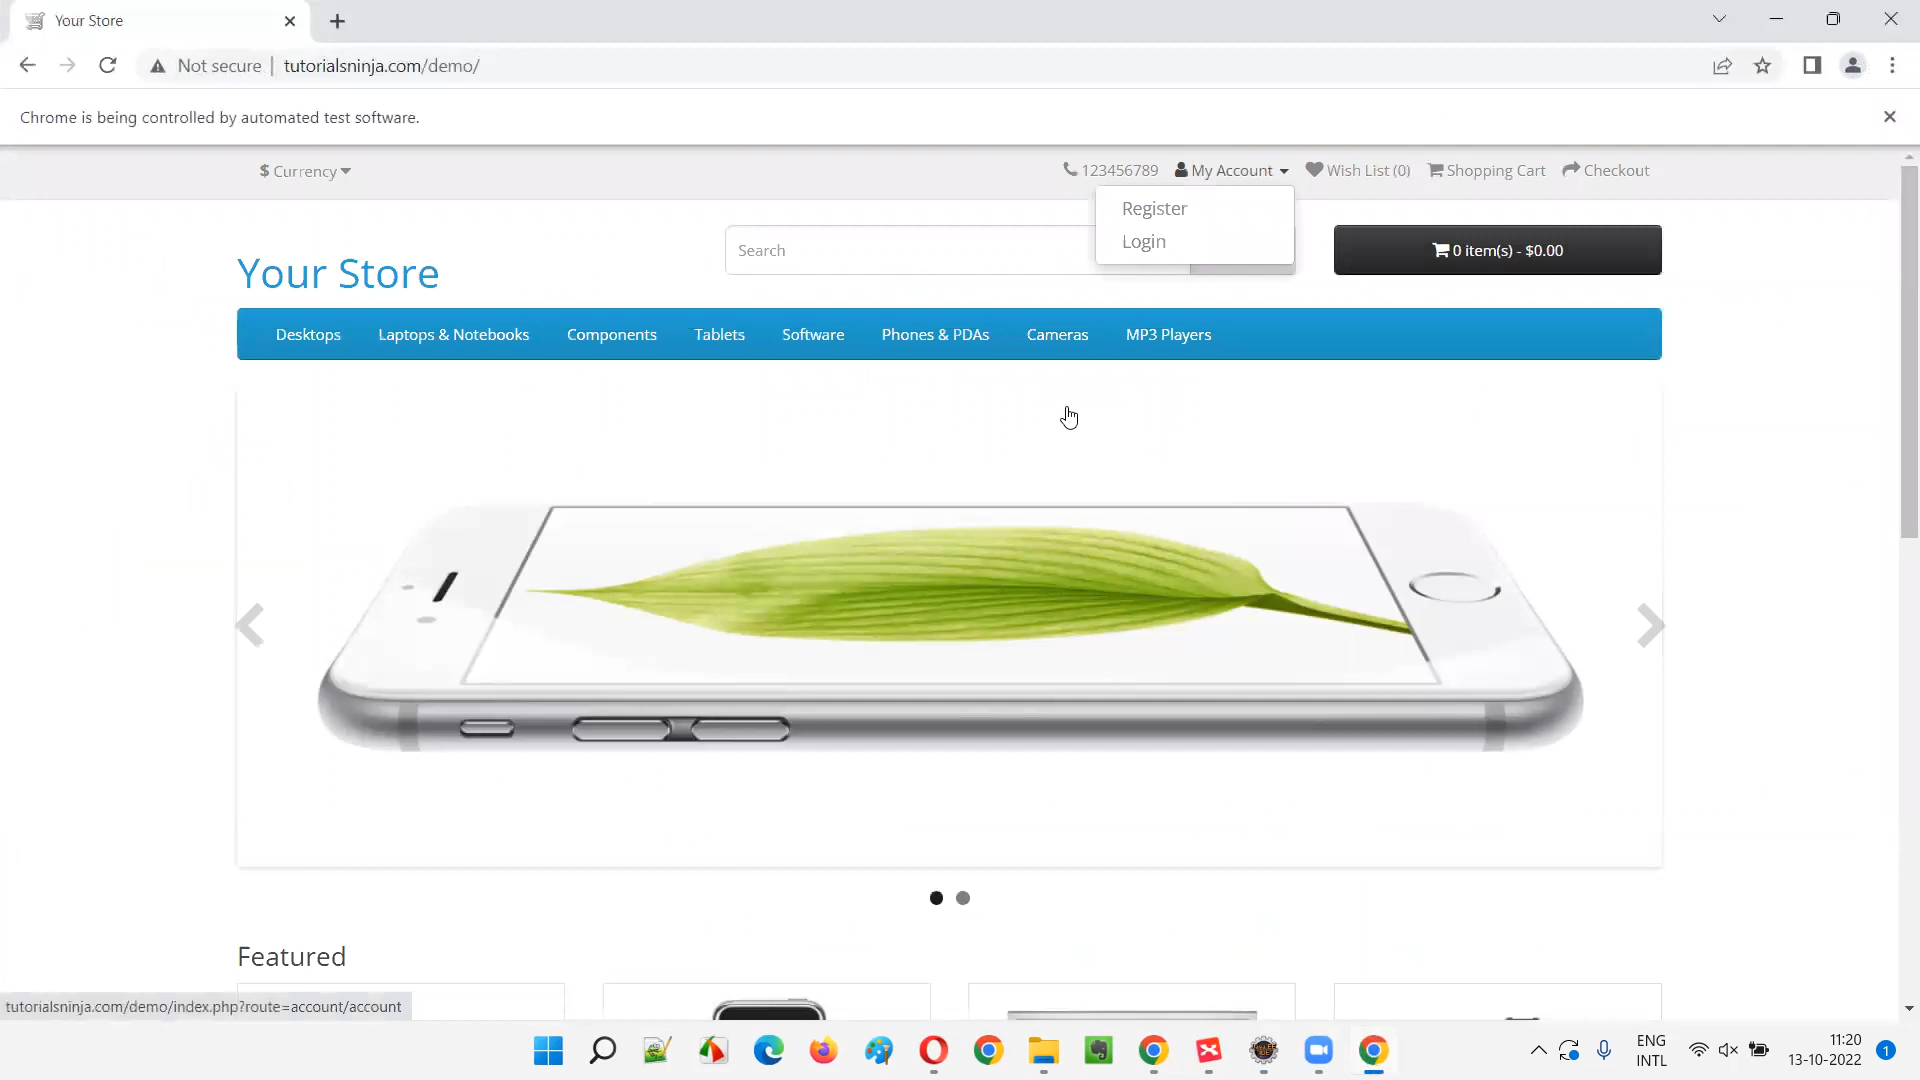 Your Store
Not secure | tutorialsninja.com/demo/
Chrome is being controlled by automated test software.
$ Currency
123456789
My Account
Wish List (0)
Shopping Cart
Checkout
Register
Login
Your Store
Search
0 item(s) - $0.00
Desktops
Laptops & Notebooks
Components
Tablets
Software
Phones & PDAs
Cameras
MP3 Players
Featured
tutorialsninja.com/demo/index.php?route=account/account
ENG
INTL
11:20
13-10-2022
1